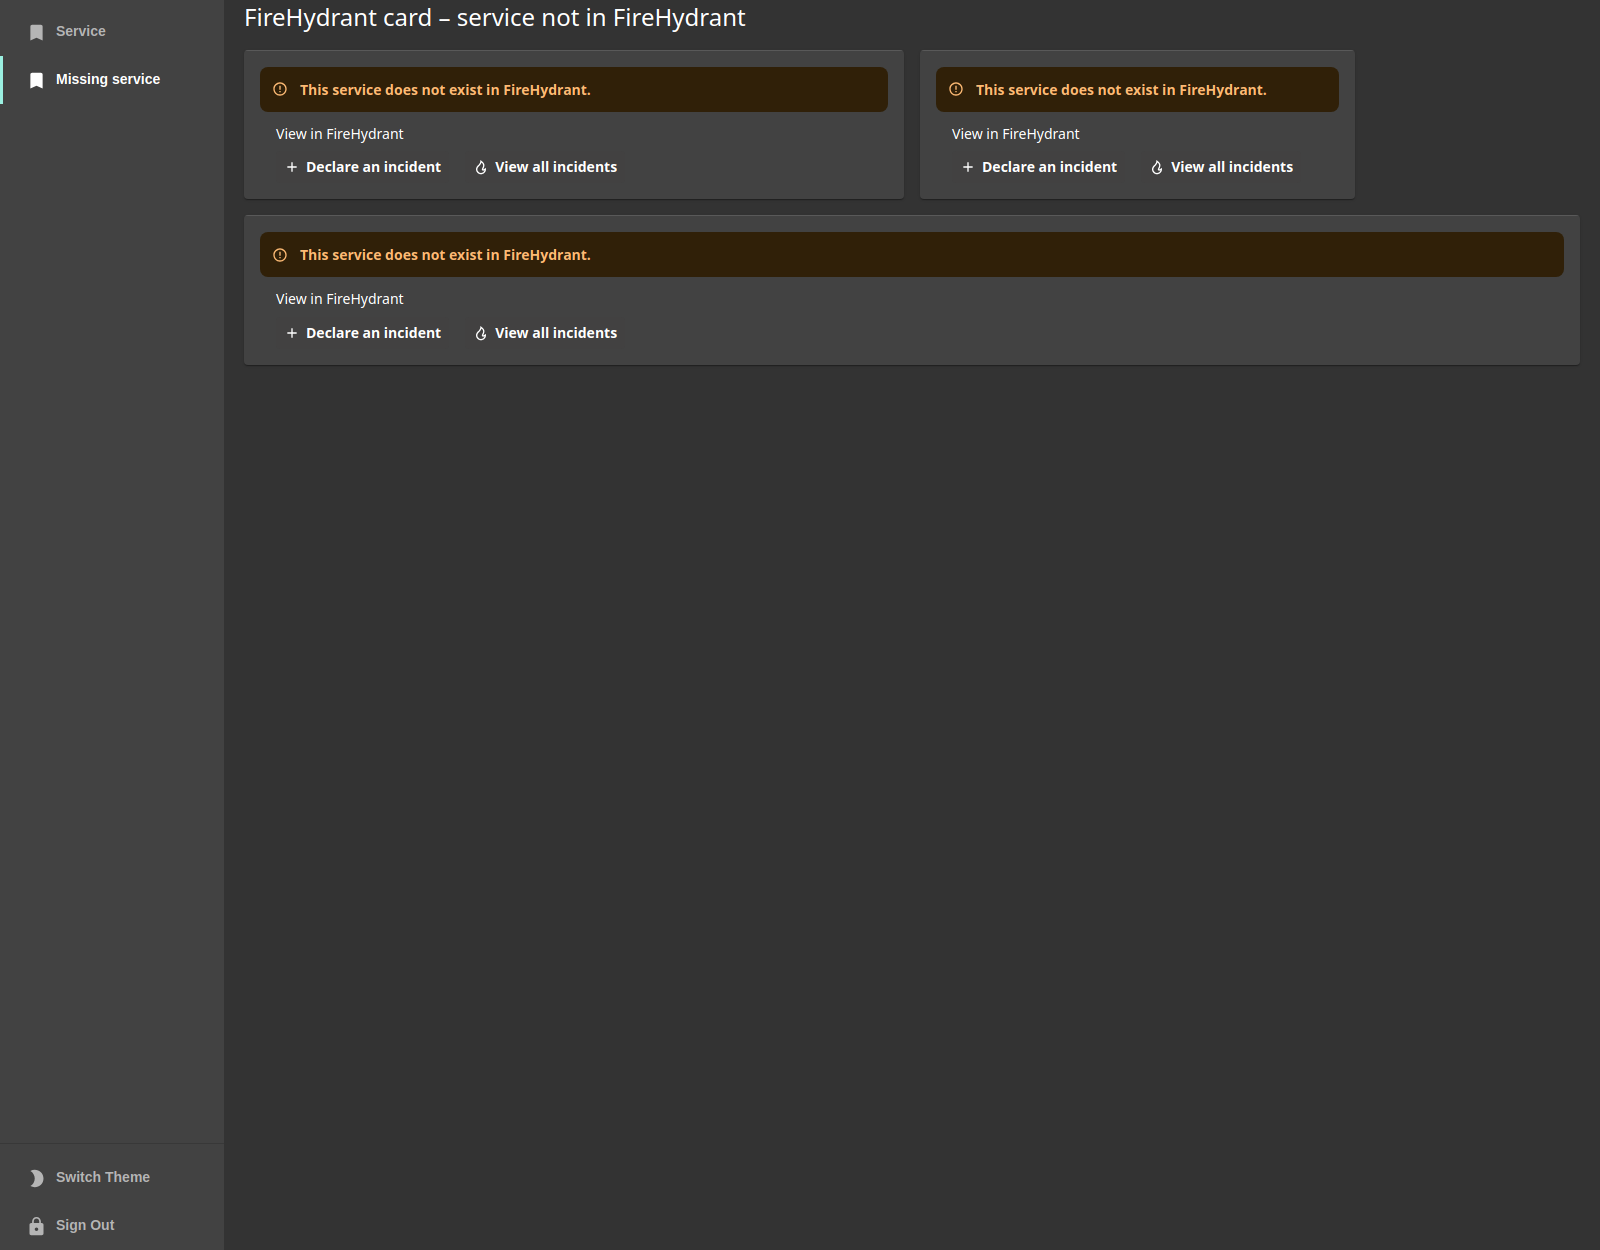 Service
Missing service
Switch Theme
Sign Out
FireHydrant card – service not in FireHydrant
This service does not exist in FireHydrant.
View in FireHydrant
Declare an incident View all incidents
This service does not exist in FireHydrant.
View in FireHydrant
Declare an incident View all incidents
This service does not exist in FireHydrant.
View in FireHydrant
Declare an incident View all incidents